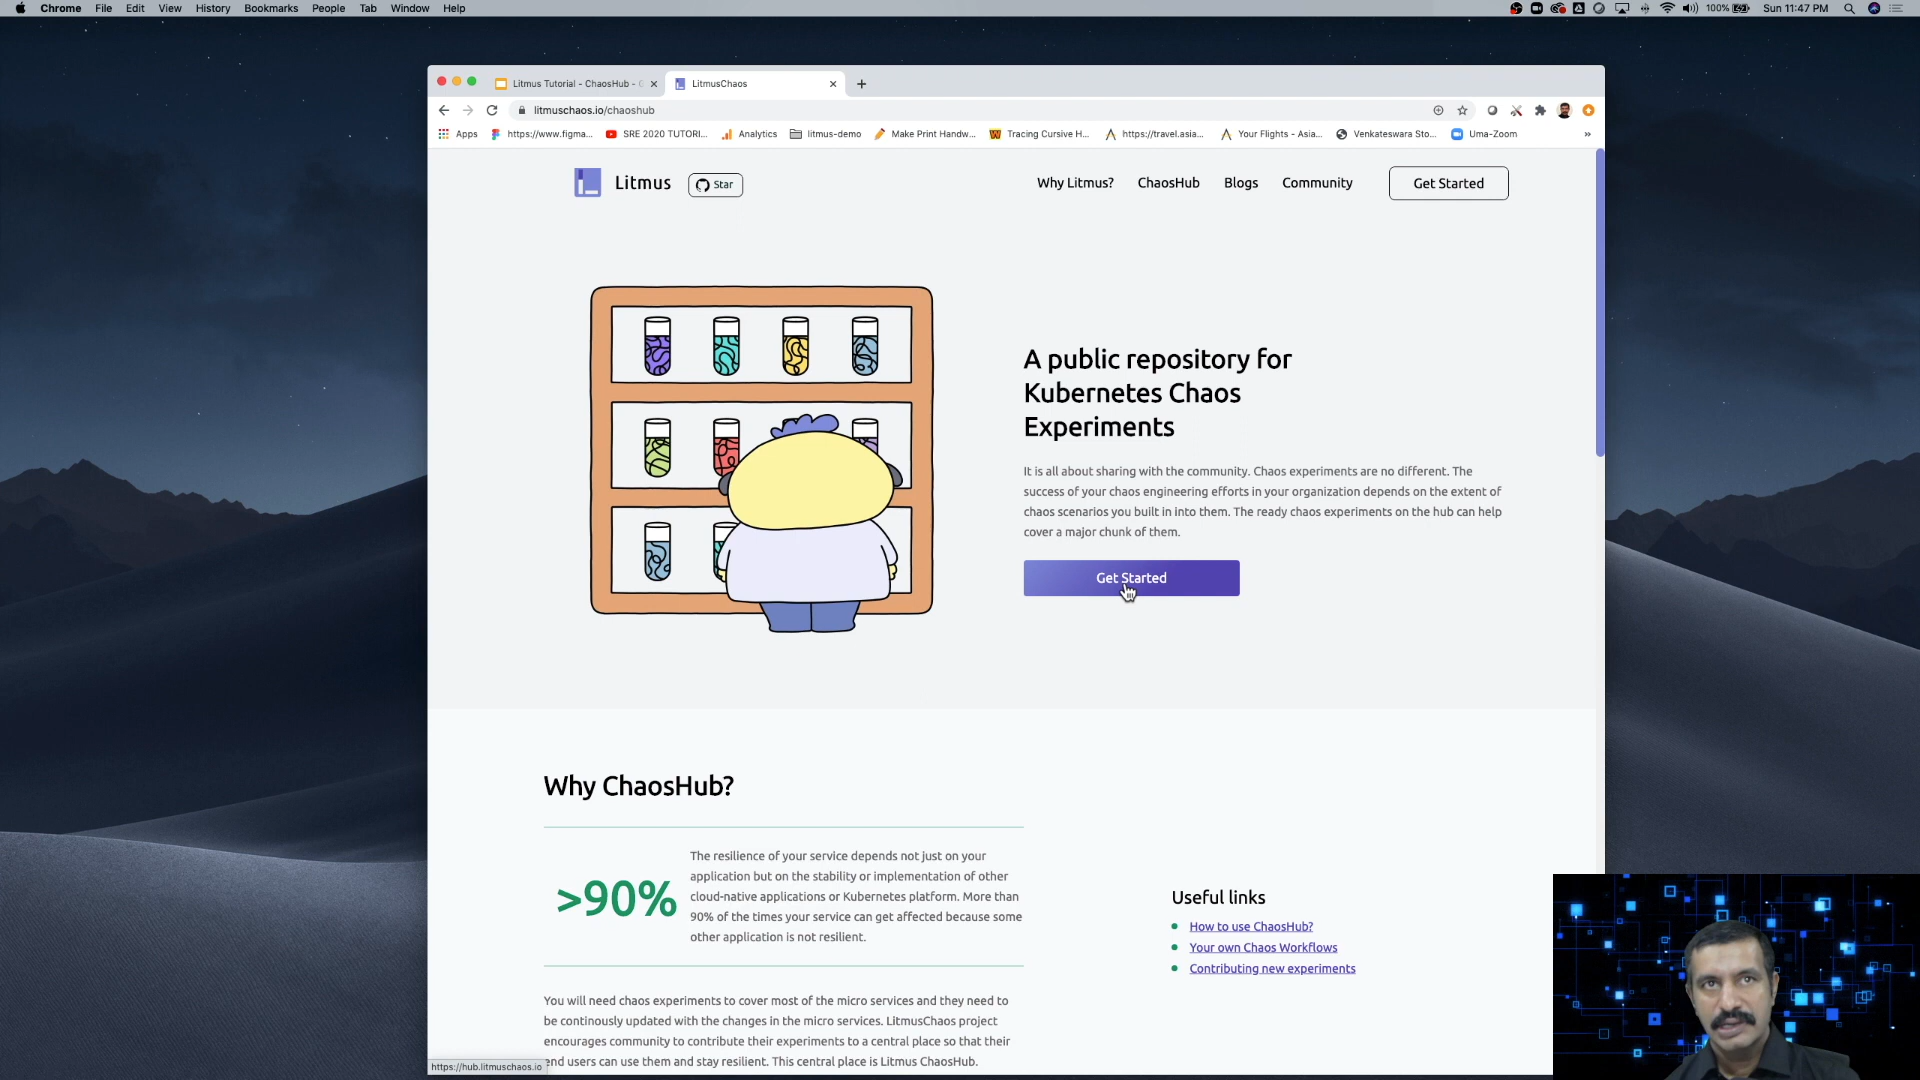 Chrome File Edit View History Bookmarks People Tab Window Help 100% Sun 11:47 PM
Litmus Tutorial - ChaosHub - LitmusChaos
litmuschaos.io/chaoshub
Apps https://www.figma... SRE 2020 TUTORI... Analytics litmus-demo Make Print Handw... Tracing Cursive H... https://travel.asia... Your Flights - Asia... Venkateswara Sto... Uma-Zoom »
Litmus Star Why Litmus? ChaosHub Blogs Community Get Started
A public repository for
Kubernetes Chaos
Experiments
It is all about sharing with the community. Chaos experiments are no different. The
success of your chaos engineering efforts in your organization depends on the extent of
chaos scenarios you built in into them. The ready chaos experiments on the hub can help
cover a major chunk of them.
Get Started
Why ChaosHub?
>90%
The resilience of your service depends not just on your
application but on the stability or implementation of other
cloud-native applications or Kubernetes platform. More than
90% of the times your service can get affected because some
other application is not resilient.
You will need chaos experiments to cover most of the micro services and they need to
be continously updated with the changes in the micro services. LitmusChaos project
encourages community to contribute their experiments to a central place so that their
end users can use them and stay resilient. This central place is Litmus ChaosHub.
Useful links
How to use ChaosHub?
Your own Chaos Workflows
Contributing new experiments
https://hub.litmuschaos.io